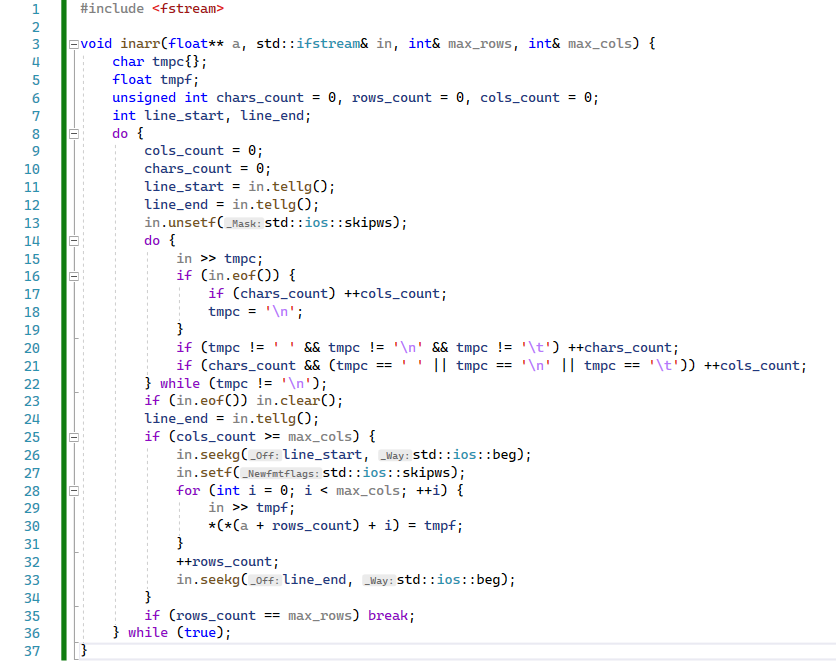 1 #include <fstream>
2
3 void inarr(float** a, std::ifstream& in, int& max_rows, int& max_cols) {
4     char tmpc{};
5     float tmpf;
6     unsigned int chars_count = 0, rows_count = 0, cols_count = 0;
7     int line_start, line_end;
8     do {
9         cols_count = 0;
10         chars_count = 0;
11         line_start = in.tellg();
12         line_end = in.tellg();
13         in.unsetf(_Mask: std::ios::skipws);
14         do {
15             in >> tmpc;
16             if (in.eof()) {
17                 if (chars_count) ++cols_count;
18                 tmpc = '\n';
19             }
20             if (tmpc != ' ' && tmpc != '\n' && tmpc != '\t') ++chars_count;
21             if (chars_count && (tmpc == ' ' || tmpc == '\n' || tmpc == '\t')) ++cols_count;
22         } while (tmpc != '\n');
23         if (in.eof()) in.clear();
24         line_end = in.tellg();
25         if (cols_count >= max_cols) {
26             in.seekg(_Off: line_start, _Way: std::ios::beg);
27             in.setf(_Newfmtflags: std::ios::skipws);
28             for (int i = 0; i < max_cols; ++i) {
29                 in >> tmpf;
30                 *(*(a + rows_count) + i) = tmpf;
31             }
32             ++rows_count;
33             in.seekg(_Off: line_end, _Way: std::ios::beg);
34         }
35         if (rows_count == max_rows) break;
36     } while (true);
37 }